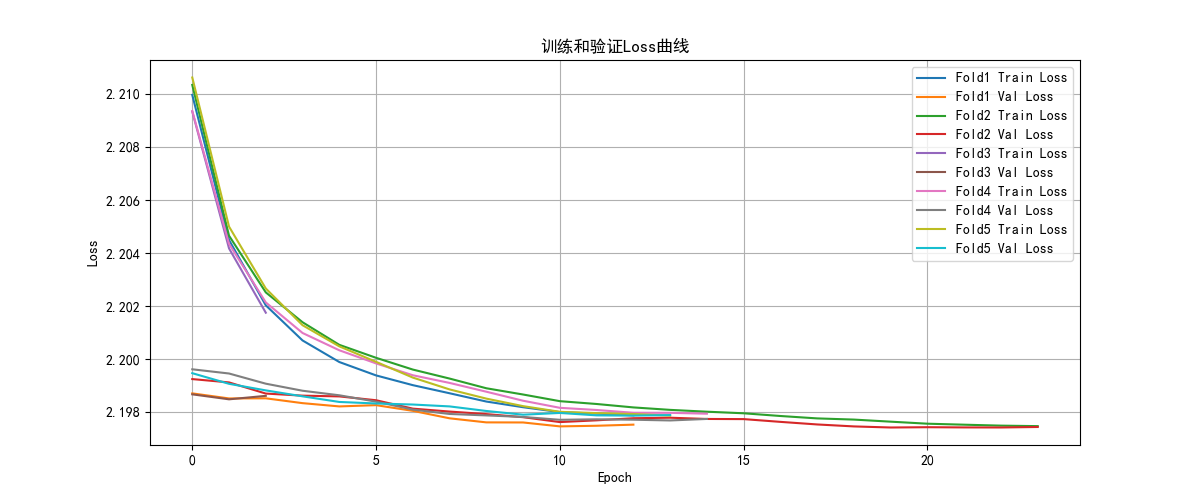 训练和验证Loss曲线
Fold1 Train Loss
Fold1 Val Loss
Fold2 Train Loss
Fold2 Val Loss
Fold3 Train Loss
Fold3 Val Loss
Fold4 Train Loss
Fold4 Val Loss
Fold5 Train Loss
Fold5 Val Loss
Loss
2.210
2.208
2.206
2.204
2.202
2.200
2.198
0 5 10 15 20
Epoch